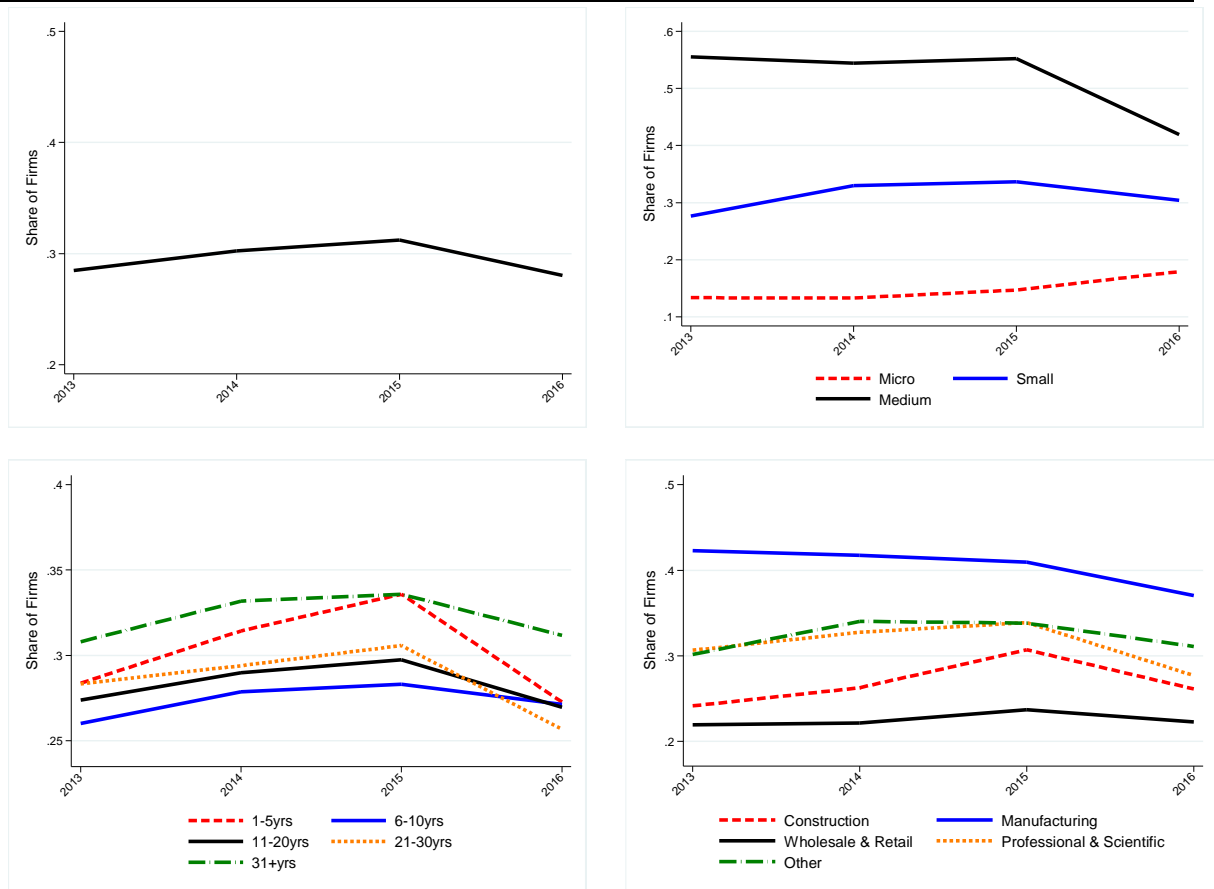 .5
.4
.3
.2
Share of Firms
2013
2014
2015
2016
.6
.5
.4
.3
.2
.1
Share of Firms
2013
2014
2015
2016
Micro
Small
Medium
.4
.35
.3
.25
Share of Firms
2013
2014
2015
2016
1-5yrs
6-10yrs
11-20yrs
21-30yrs
31+yrs
.5
.4
.3
.2
Share of Firms
2013
2014
2015
2016
Construction
Manufacturing
Wholesale & Retail
Professional & Scientific
Other